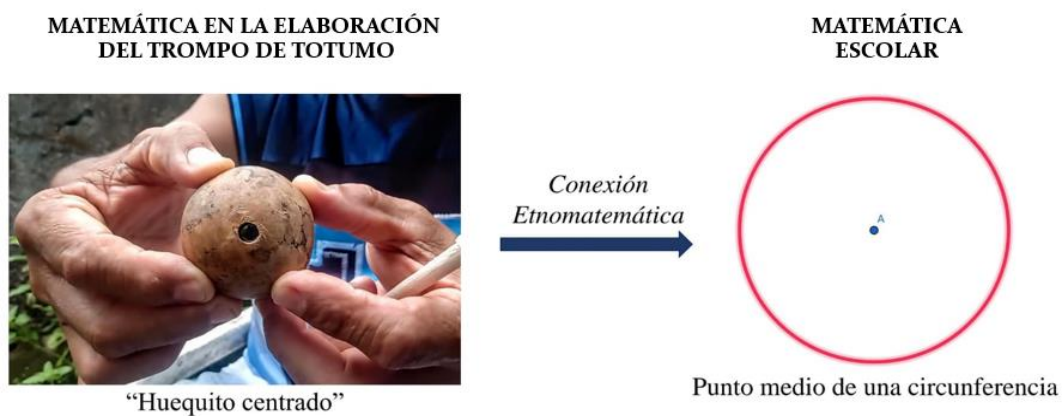 MATEMÁTICA EN LA ELABORACIÓN
DEL TROMPO DE TOTUMO
MATEMÁTICA
ESCOLAR
Conexión
Etnomatemática
A
“Huequito centrado”
Punto medio de una circunferencia